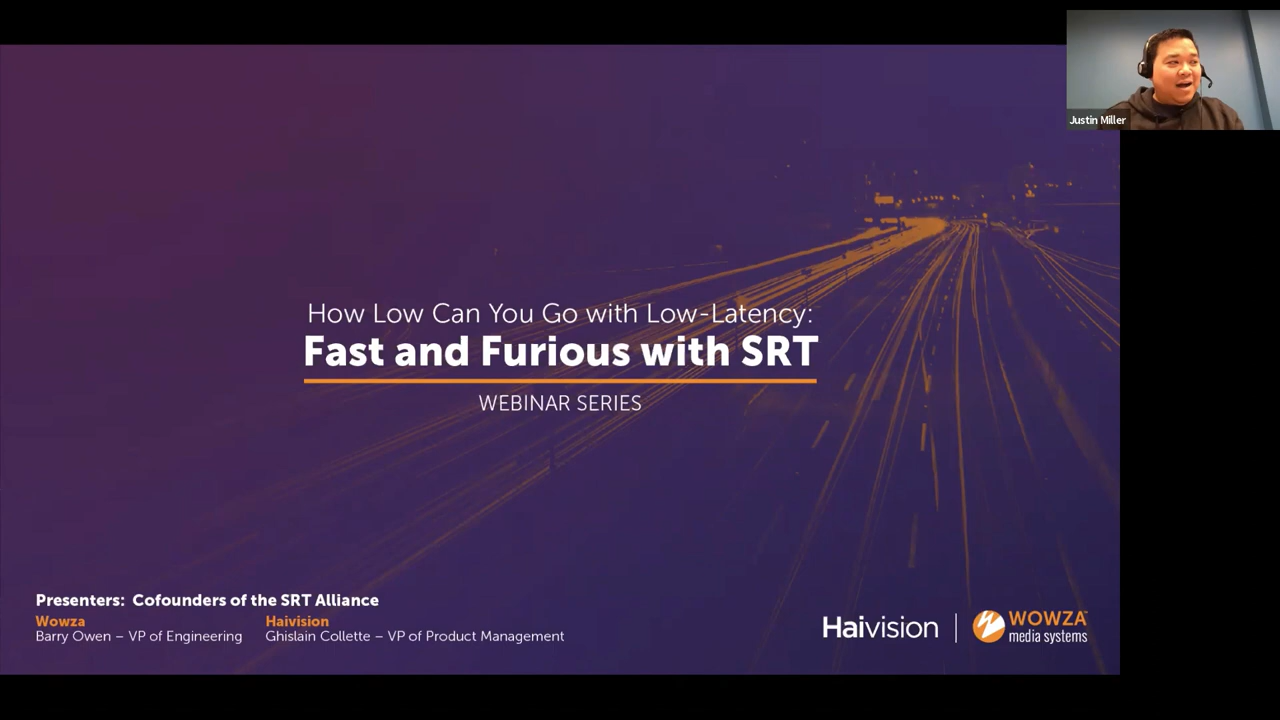 Justin Miller
How Low Can You Go with Low-Latency:
Fast and Furious with SRT
WEBINAR SERIES
Presenters: Cofounders of the SRT Alliance
Wowza
Barry Owen – VP of Engineering
Haivision
Ghislain Collette – VP of Product Management
Haivision
WOWZA™
media systems